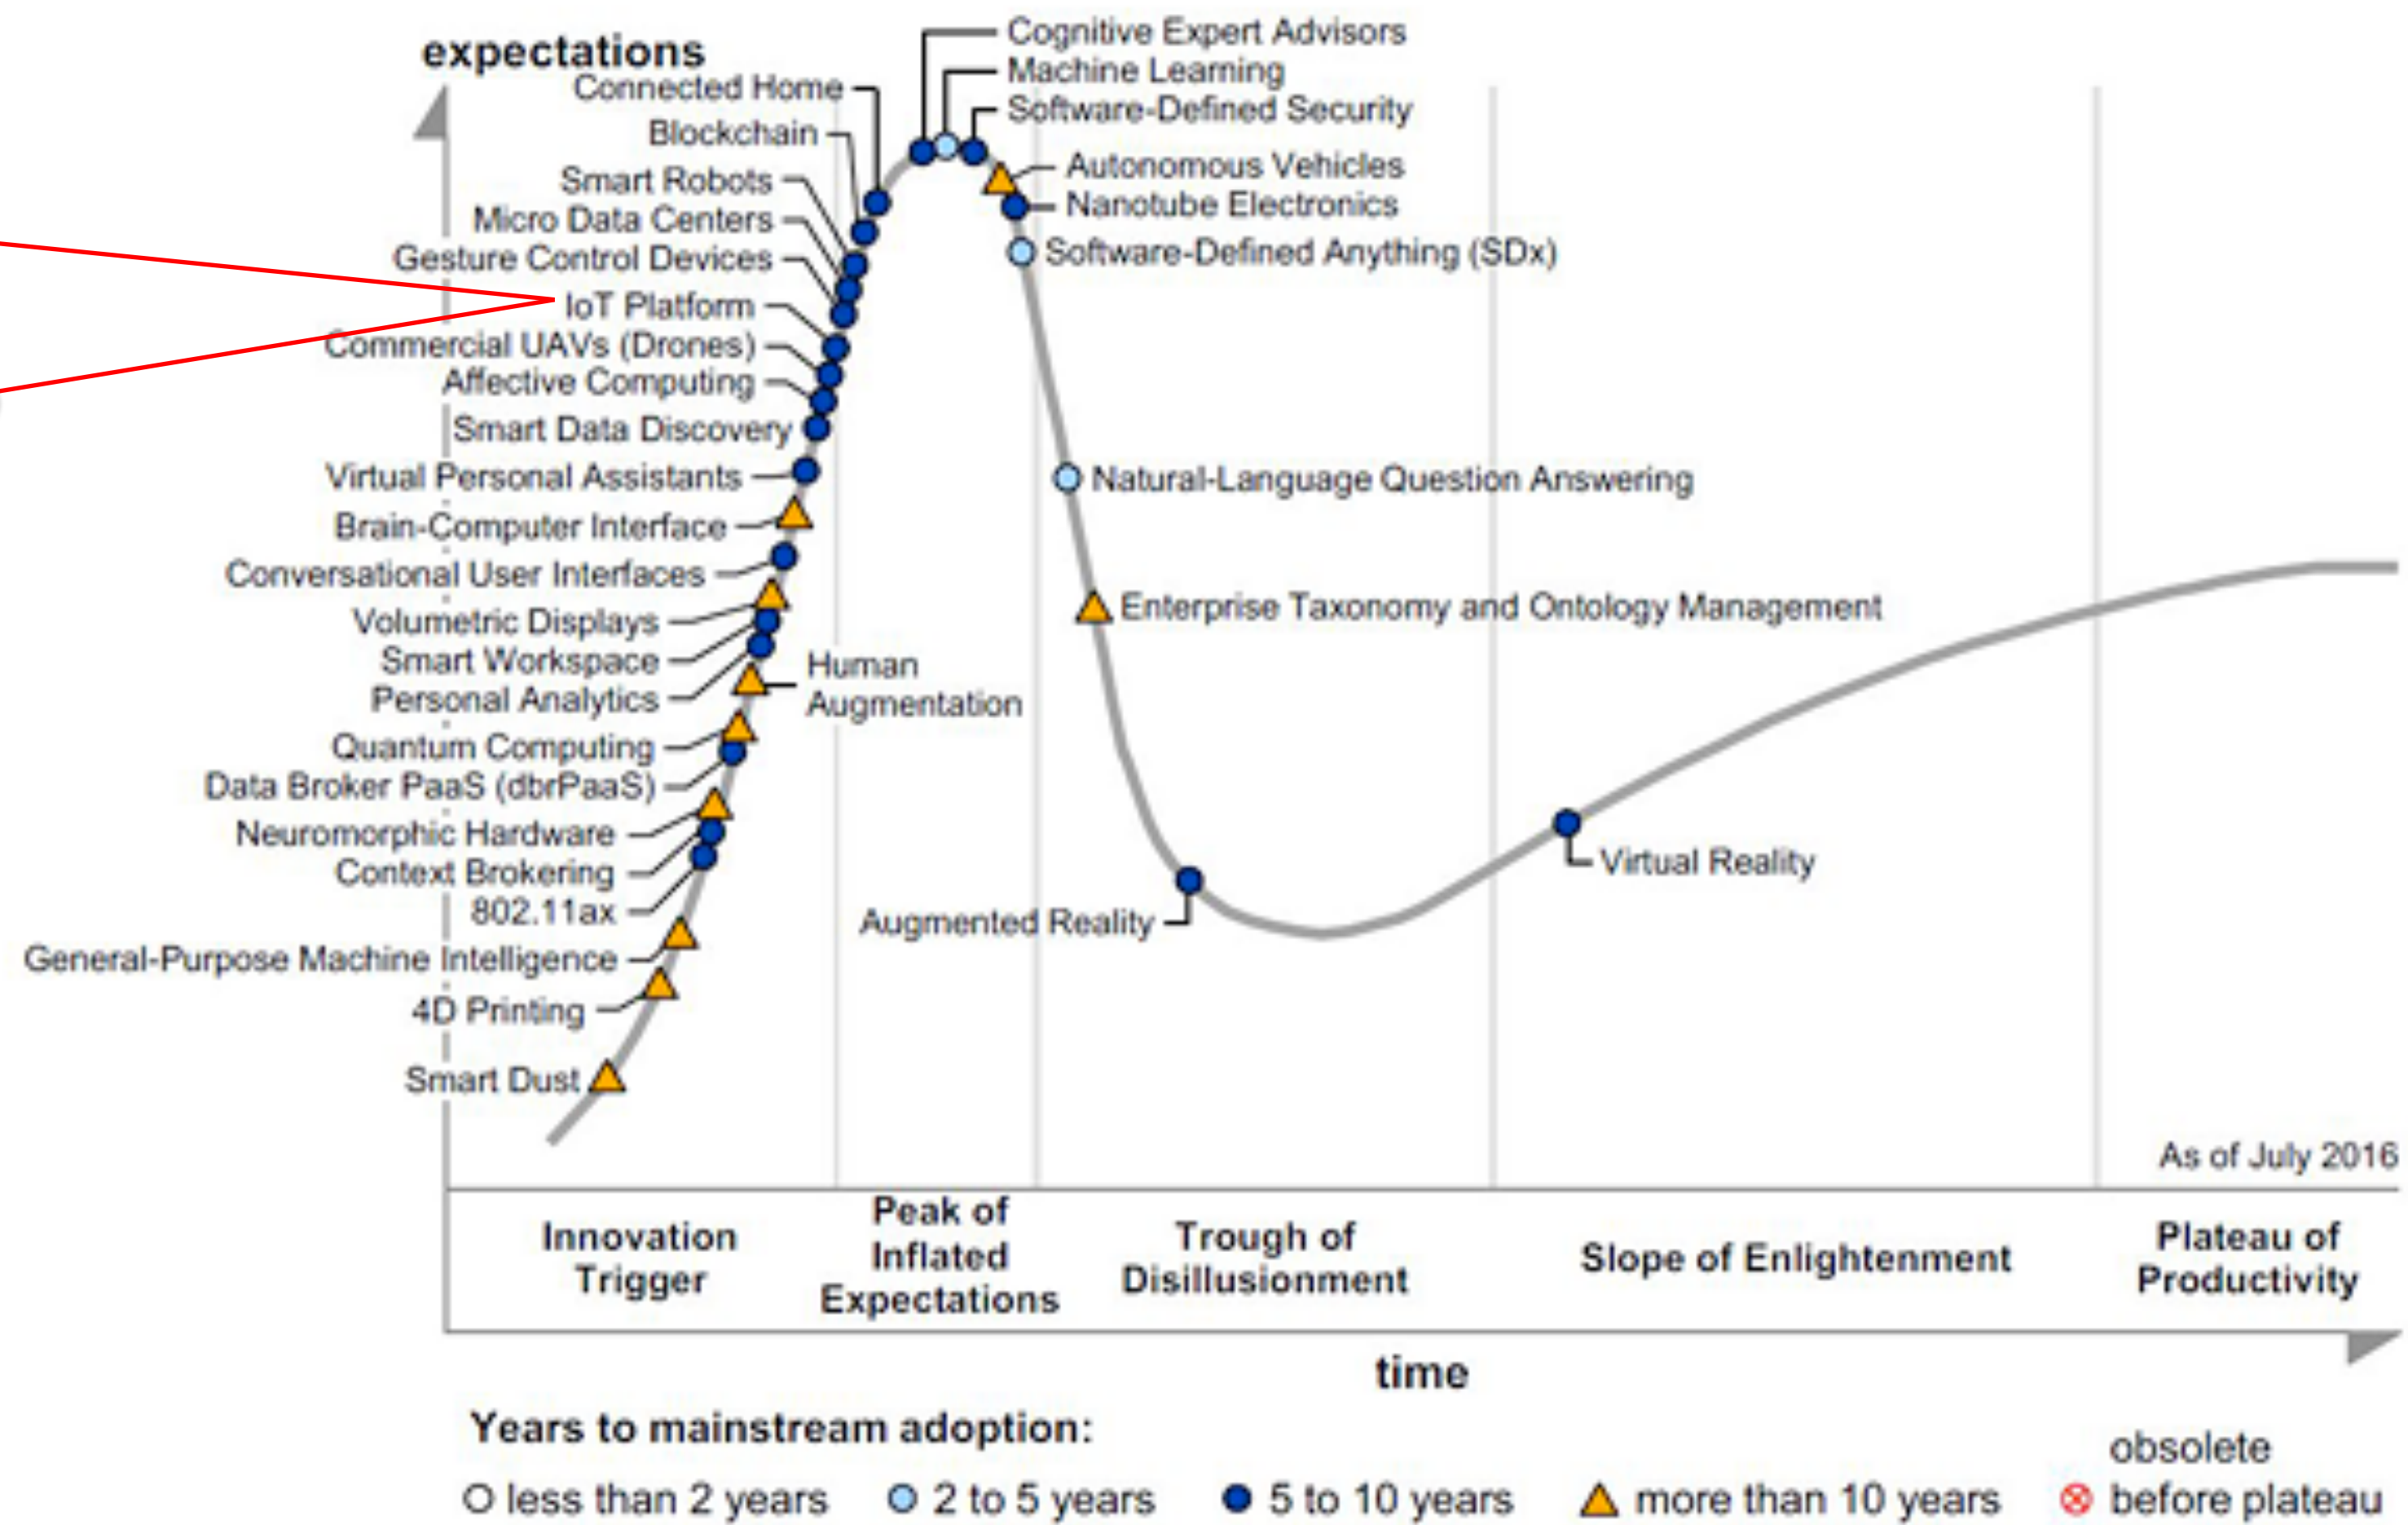 expectations
Cognitive Expert Advisors
Machine Learning
Software-Defined Security
Autonomous Vehicles
Nanotube Electronics
Software-Defined Anything (SDx)
Connected Home
Blockchain
Smart Robots
Micro Data Centers
Gesture Control Devices
IoT Platform
Commercial UAVs (Drones)
Affective Computing
Smart Data Discovery
Virtual Personal Assistants
Brain-Computer Interface
Conversational User Interfaces
Volumetric Displays
Smart Workspace
Personal Analytics
Human
Augmentation
Quantum Computing
Data Broker PaaS (dbrPaaS)
Neuromorphic Hardware
Context Brokering
802.11ax
General-Purpose Machine Intelligence
4D Printing
Smart Dust
Natural-Language Question Answering
Enterprise Taxonomy and Ontology Management
Augmented Reality
Virtual Reality
As of July 2016
Innovation
Trigger
Peak of
Inflated
Expectations
Trough of
Disillusionment
Slope of Enlightenment
Plateau of
Productivity
time
Years to mainstream adoption:
less than 2 years
2 to 5 years
5 to 10 years
more than 10 years
obsolete
before plateau